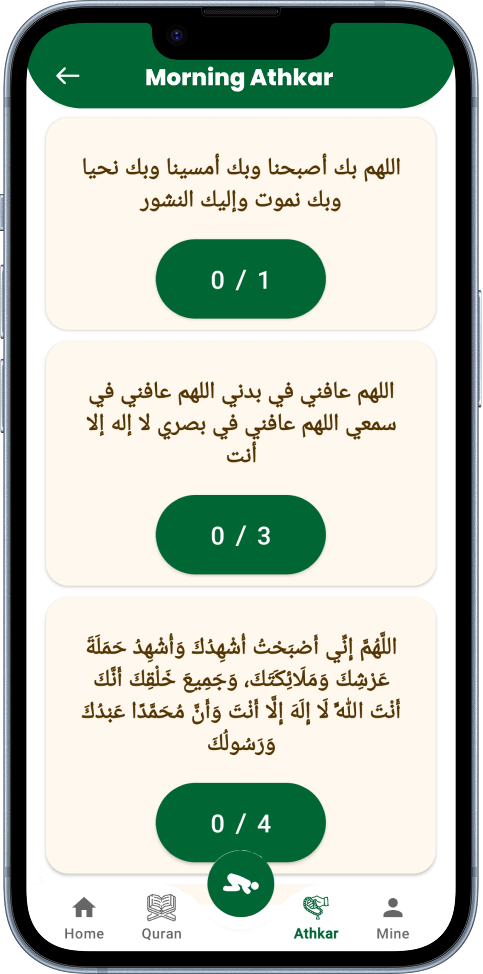 Morning Athkar
اللهم بك أصبحنا وبك أمسينا وبك نحيا
وبك نموت وإليك النشور
0 / 1
اللهم عافني في بدني اللهم عافني في
سمعي اللهم عافني في بصري لا إله إلا
أنت
0 / 3
اللَّهُمَّ إِنِّي أَصْبَحْتُ أُشْهِدُكَ وَأُشْهِدُ حَمَلَةَ
عَرْشِكَ وَمَلَائِكَتَكَ، وَجَمِيعَ خَلْقِكَ أَنَّكَ
أَنْتَ اللَّهُ لَا إِلَهَ إِلَّا أَنْتَ وَأَنَّ مُحَمَّدًا عَبْدُكَ
وَرَسُولُكَ
0 / 4
Home
Quran
Athkar
Mine